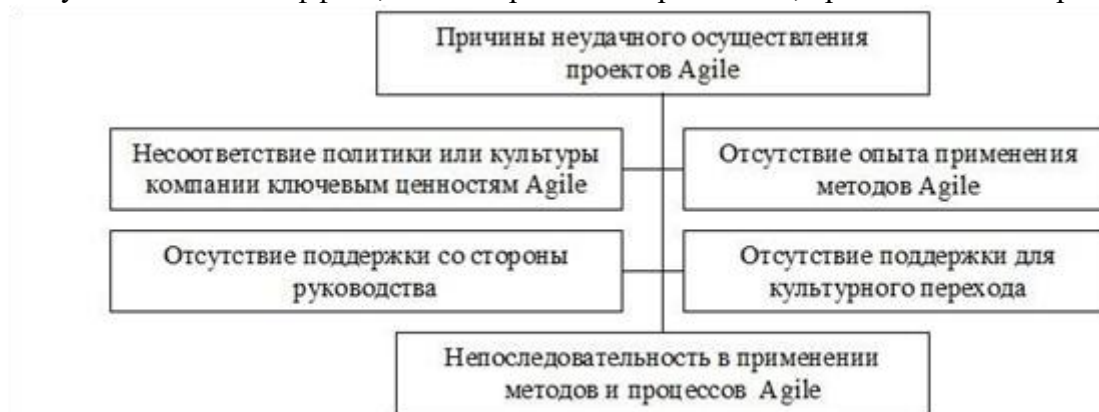 Причины неудачного осуществления
проектов Agile
Несоответствие политики или культуры
компании ключевым ценностям Agile
Отсутствие опыта применения
методов Agile
Отсутствие поддержки со стороны
руководства
Отсутствие поддержки для
культурного перехода
Непоследовательность в применении
методов и процессов Agile